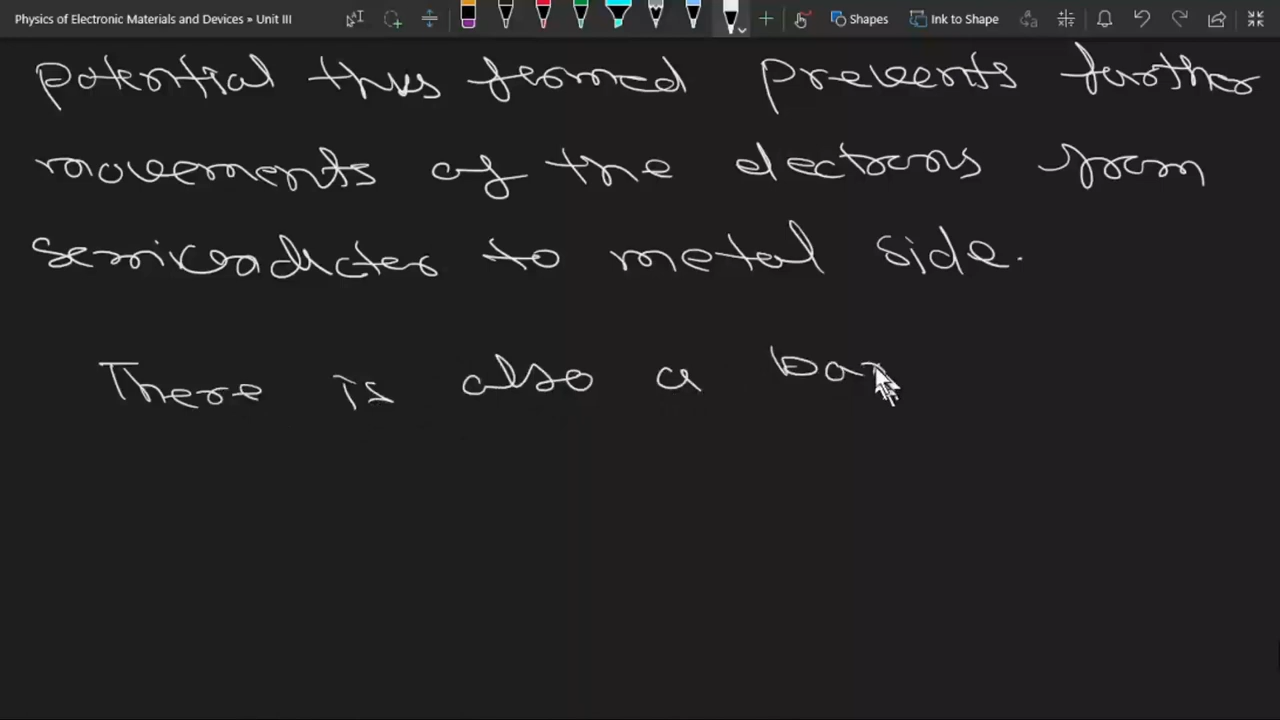 Physics of Electronic Materials and Devices » Unit III
Shapes
Ink to Shape
potential thus formed prevents further
movements of the electrons from
semiconductor to metal side.
There is also a bar